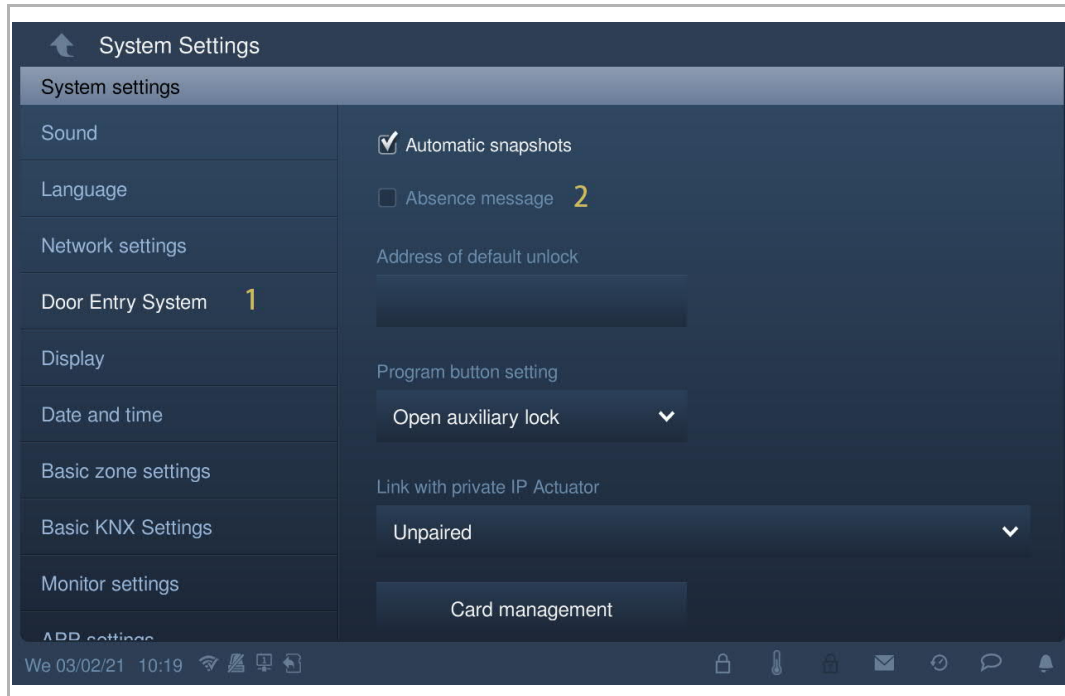 System Settings
System settings
Sound
Language
Network settings
Door Entry System 1
Display
Date and time
Basic zone settings
Basic KNX Settings
Monitor settings
APP settings
Automatic snapshots
Absence message 2
Address of default unlock
Program button setting
Open auxiliary lock
Link with private IP Actuator
Unpaired
Card management
We 03/02/21 10:19